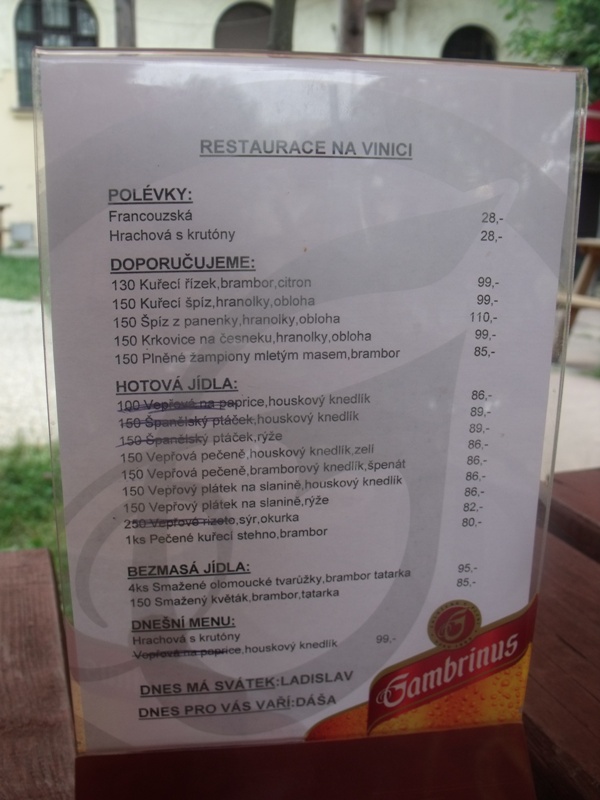 RESTAURACE NA VINICI
POLÉVKY:
Francouzská 28,-
Hrachová s krutóny 28,-
DOPORUČUJEME:
130 Kuřecí řízek,brambor,citron 99,-
150 Kuřecí špíz,hranolky,obloha 99,-
150 Špíz z panenky,hranolky,obloha 110,-
150 Krkovice na česneku,hranolky,obloha 99,-
150 Plněné žampiony mletým masem,brambor 85,-
HOTOVÁ JÍDLA:
100 Vepřová na paprice,houskový knedlík 86,-
150 Španělský ptáček,houskový knedlík 89,-
150 Španělský ptáček,rýže 89,-
150 Vepřová pečeně,houskový knedlík,zelí 86,-
150 Vepřová pečeně,bramborový knedlík,špenát 86,-
150 Vepřový plátek na slanině,houskový knedlík 86,-
150 Vepřový plátek na slanině,rýže 86,-
250 Vepřové rizoto,sýr,okurka 82,-
1ks Pečené kuřecí stehno,brambor 80,-
BEZMASÁ JÍDLA:
4ks Smažené olomoucké tvarůžky,brambor tatarka 95,-
150 Smažený květák,brambor,tatarka 85,-
DNEŠNÍ MENU:
Hrachová s krutóny
Vepřová na paprice,houskový knedlík 99,-
DNES MÁ SVÁTEK:LADISLAV
DNES PRO VÁS VAŘÍ:DÁŠA
Gambrinus